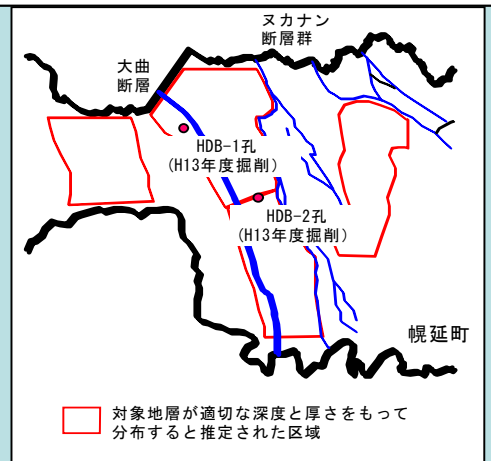 ヌカナン
断層群
大曲
断層
HDB-1孔
(H13年度掘削)
HDB-2孔
(H13年度掘削)
幌延町
対象地層が適切な深度と厚さをもって
分布すると推定された区域